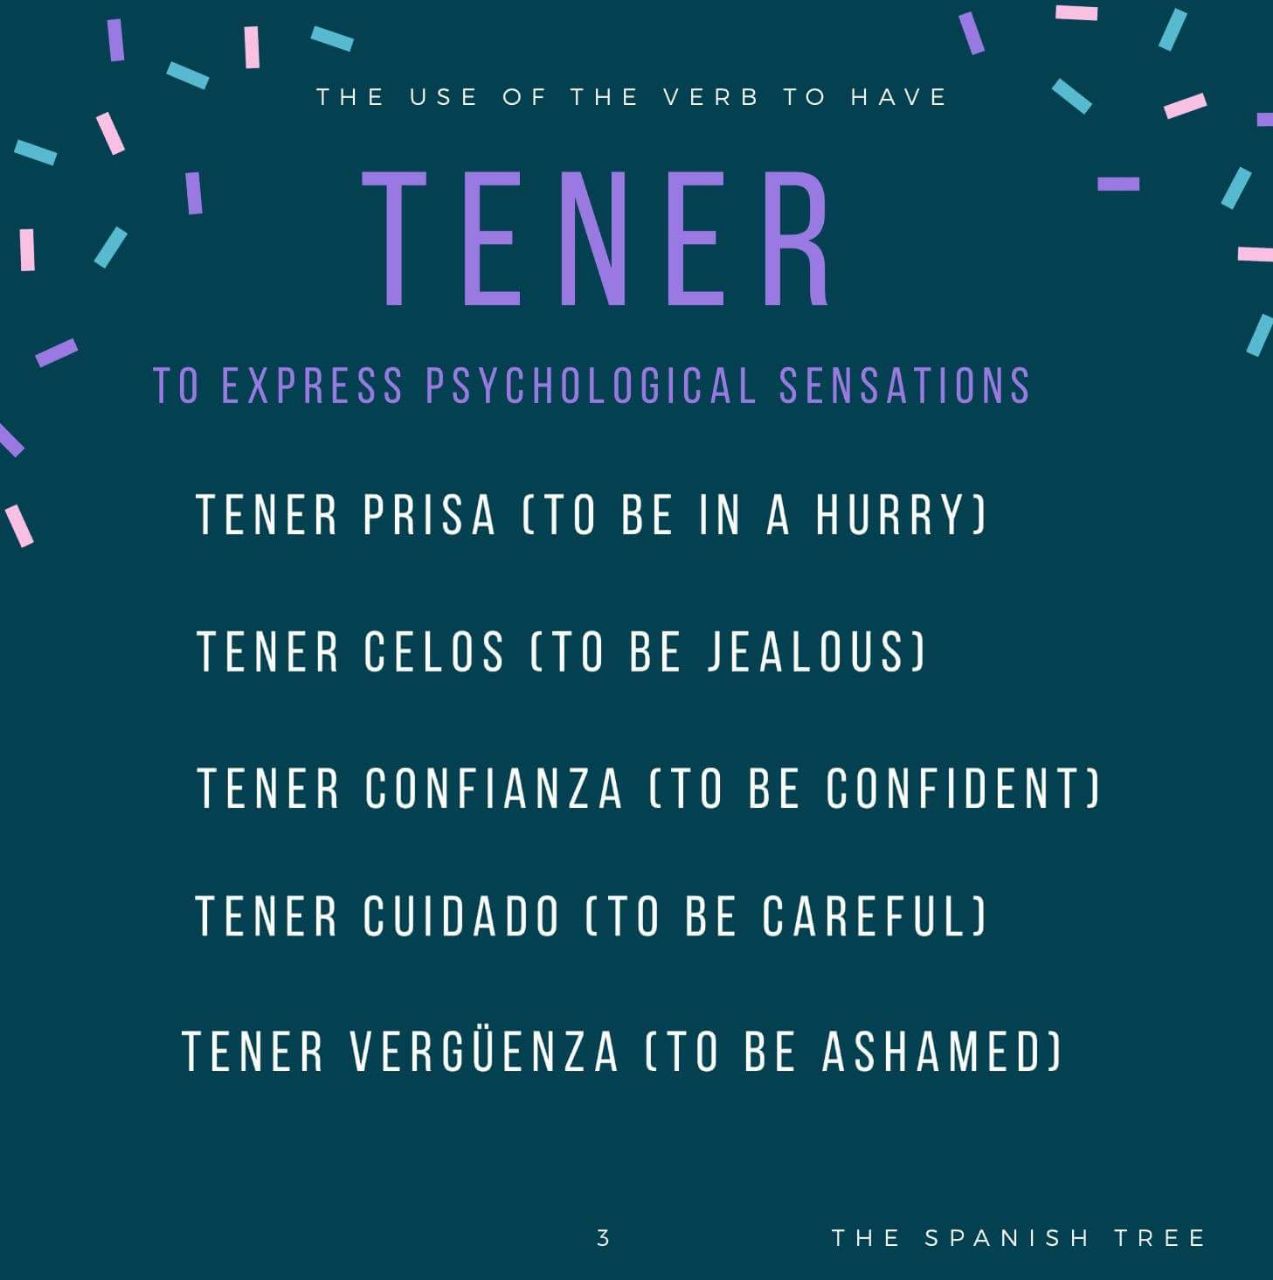 THE USE OF THE VERB TO HAVE
TENER
TO EXPRESS PSYCHOLOGICAL SENSATIONS
TENER PRISA (TO BE IN A HURRY)
TENER CELOS (TO BE JEALOUS)
TENER CONFIANZA (TO BE CONFIDENT)
TENER CUIDADO (TO BE CAREFUL)
TENER VERGÜENZA (TO BE ASHAMED)
3
THE SPANISH TREE